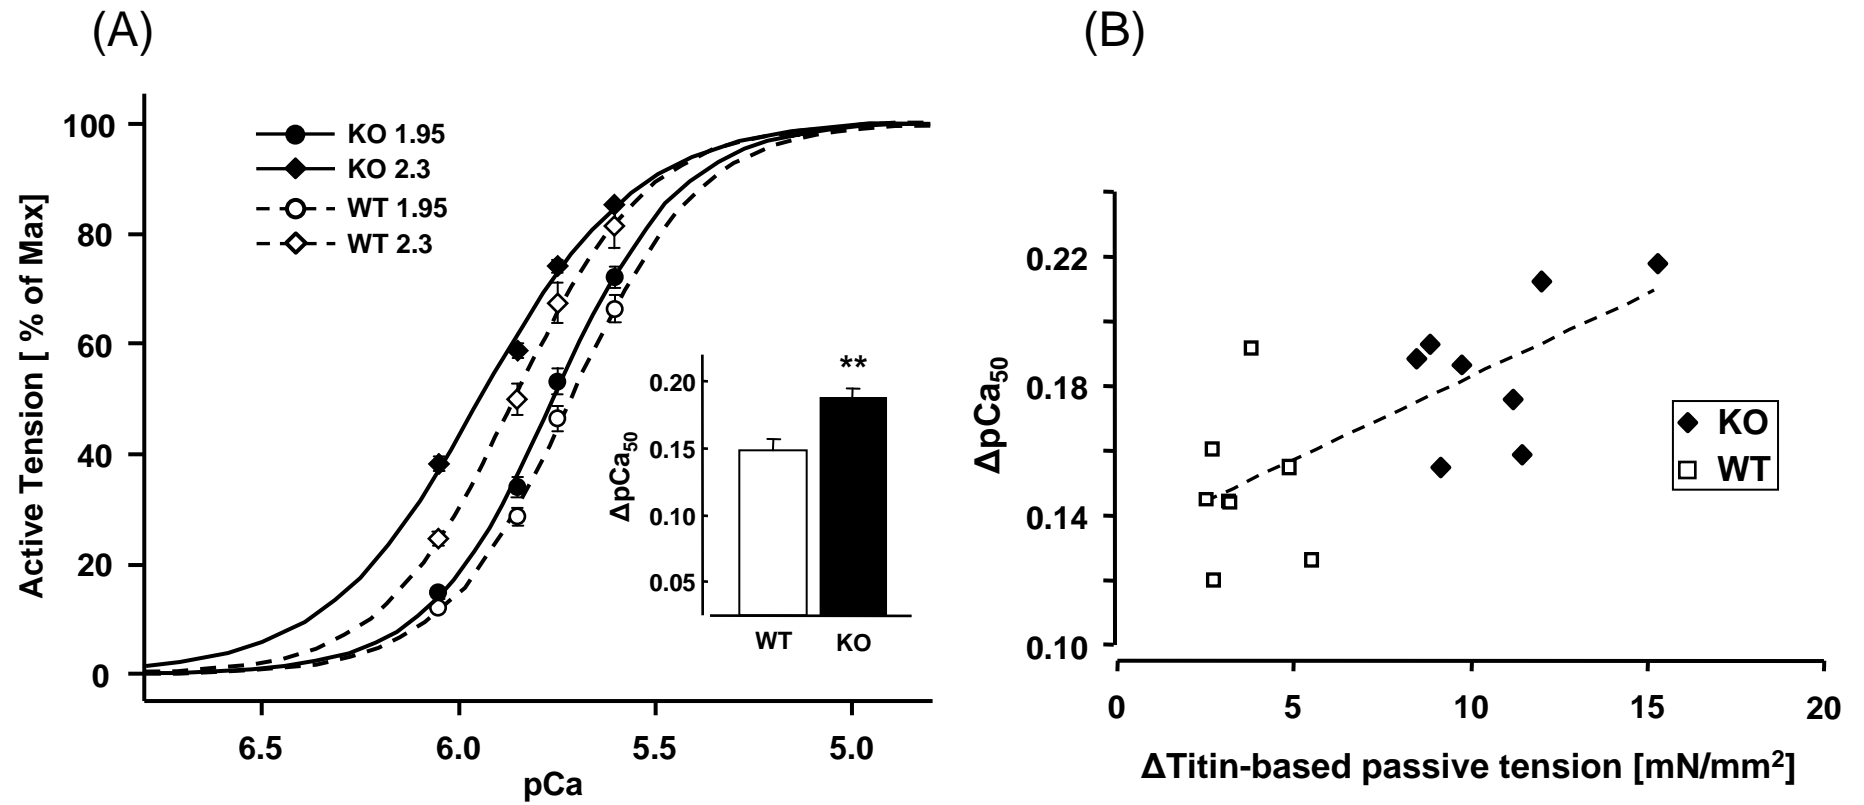 (A)
Active Tension [ % of Max]
100
80
60
40
20
0
KO 1.95
KO 2.3
WT 1.95
WT 2.3
6.5 6.0 5.5 5.0
pCa
ΔpCa50
0.20
0.15
0.10
0.05
**
WT KO
(B)
ΔpCa50
0.22
0.18
0.14
0.10
KO
WT
0 5 10 15 20
ΔTitin-based passive tension [mN/mm²]